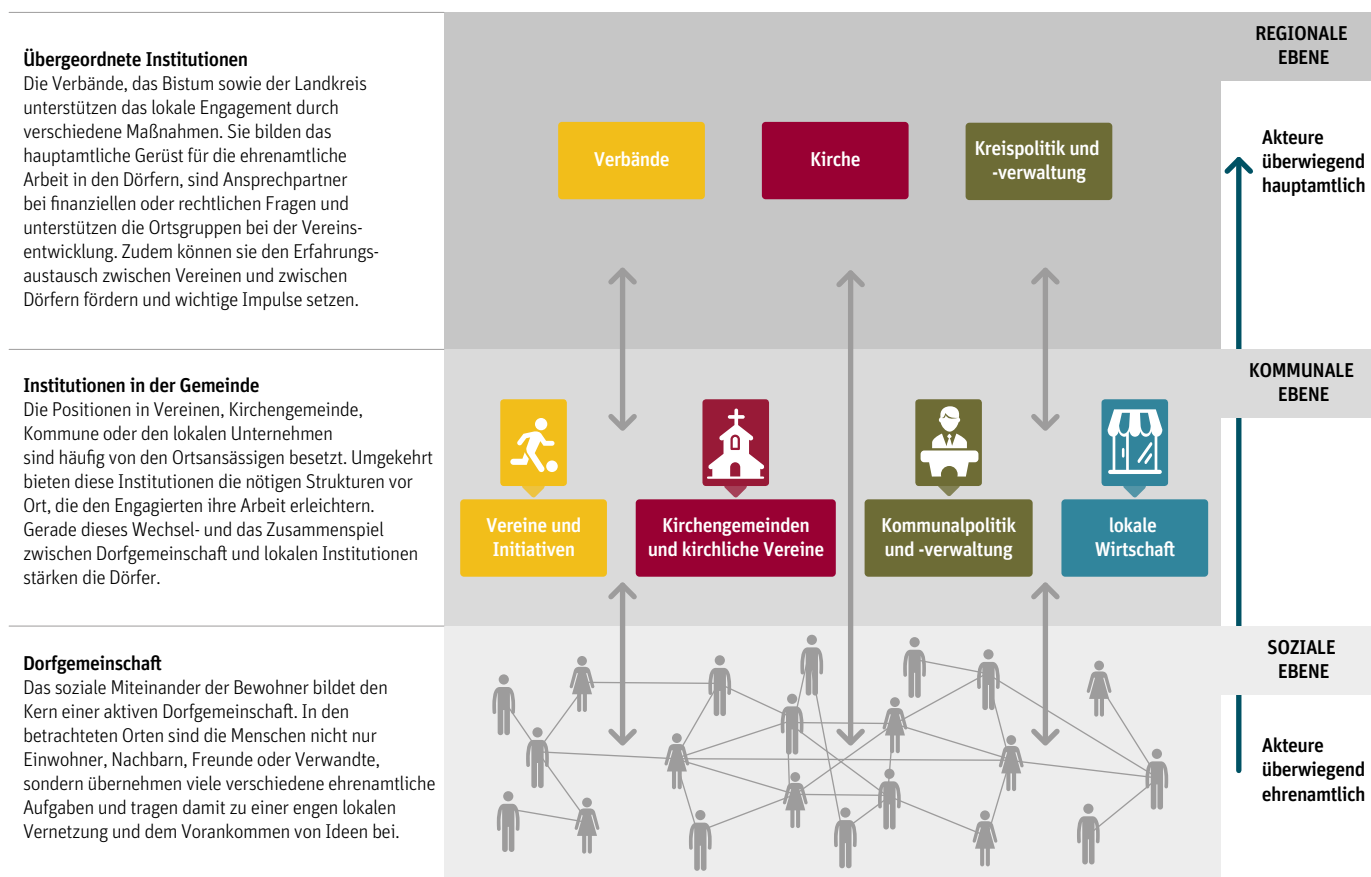 Übergeordnete Institutionen
Die Verbände, das Bistum sowie der Landkreis
unterstützen das lokale Engagement durch
verschiedene Maßnahmen. Sie bilden das
hauptamtliche Gerüst für die ehrenamtliche
Arbeit in den Dörfern, sind Ansprechpartner
bei finanziellen oder rechtlichen Fragen und
unterstützen die Ortsgruppen bei der Vereins-
entwicklung. Zudem können sie den Erfahrungs-
austausch zwischen Vereinen und zwischen
Dörfern fördern und wichtige Impulse setzen.
Verbände
Kirche
Kreispolitik und
-verwaltung
REGIONALE
EBENE
Akteure
überwiegend
hauptamtlich
Institutionen in der Gemeinde
Die Positionen in Vereinen, Kirchengemeinde,
Kommune oder den lokalen Unternehmen
sind häufig von den Ortsansässigen besetzt. Umgekehrt
bieten diese Institutionen die nötigen Strukturen vor
Ort, die den Engagierten ihre Arbeit erleichtern.
Gerade dieses Wechsel- und das Zusammenspiel
zwischen Dorfgemeinschaft und lokalen Institutionen
stärken die Dörfer.
Vereine und
Initiativen
Kirchengemeinden
und kirchliche Vereine
Kommunalpolitik
und -verwaltung
lokale
Wirtschaft
KOMMUNALE
EBENE
Dorfgemeinschaft
Das soziale Miteinander der Bewohner bildet den
Kern einer aktiven Dorfgemeinschaft. In den
betrachteten Orten sind die Menschen nicht nur
Einwohner, Nachbarn, Freunde oder Verwandte,
sondern übernehmen viele verschiedene ehrenamtliche
Aufgaben und tragen damit zu einer engen lokalen
Vernetzung und dem Vorankommen von Ideen bei.
SOZIALE
EBENE
Akteure
überwiegend
ehrenamtlich